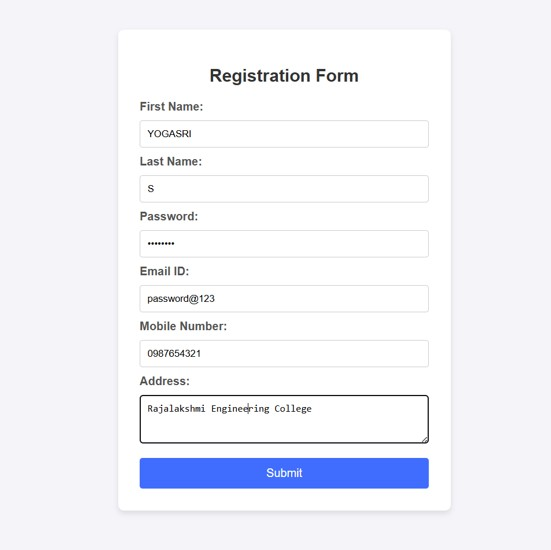 Registration Form
First Name:
YOGASRI
Last Name:
S
Password:
••••••••
Email ID:
password@123
Mobile Number:
0987654321
Address:
Rajalakshmi Engineering College
Submit